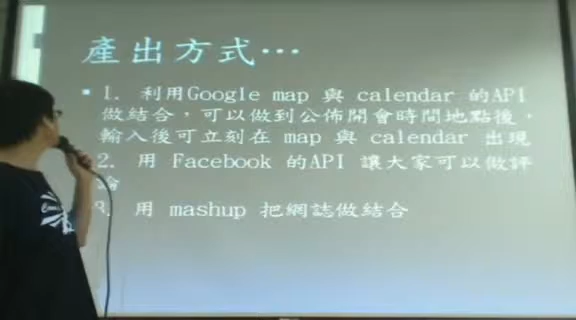 產出方式…
1. 利用Google map 與 calendar 的API
做結合，可以做到公佈開會時間地點後，
輸入後可立刻在 map 與 calendar 出現
2. 用 Facebook 的API 讓大家可以做評
論
3. 用 mashup 把網誌做結合